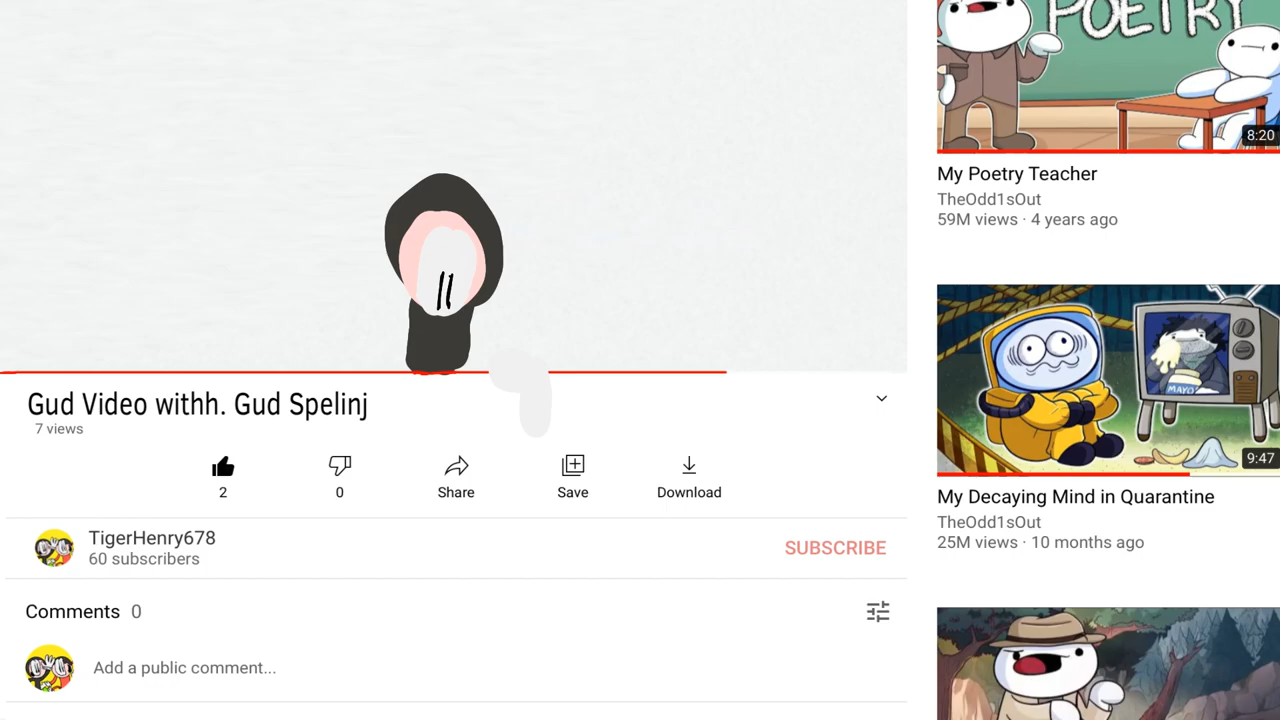 Gud Video withh. Gud Spelinj
7 views
2
0
Share
Save
Download
TigerHenry678
60 subscribers
SUBSCRIBE
Comments 0
Add a public comment...
POETRY
8:20
My Poetry Teacher
TheOdd1sOut
59M views · 4 years ago
MAYO
9:47
My Decaying Mind in Quarantine
TheOdd1sOut
25M views · 10 months ago